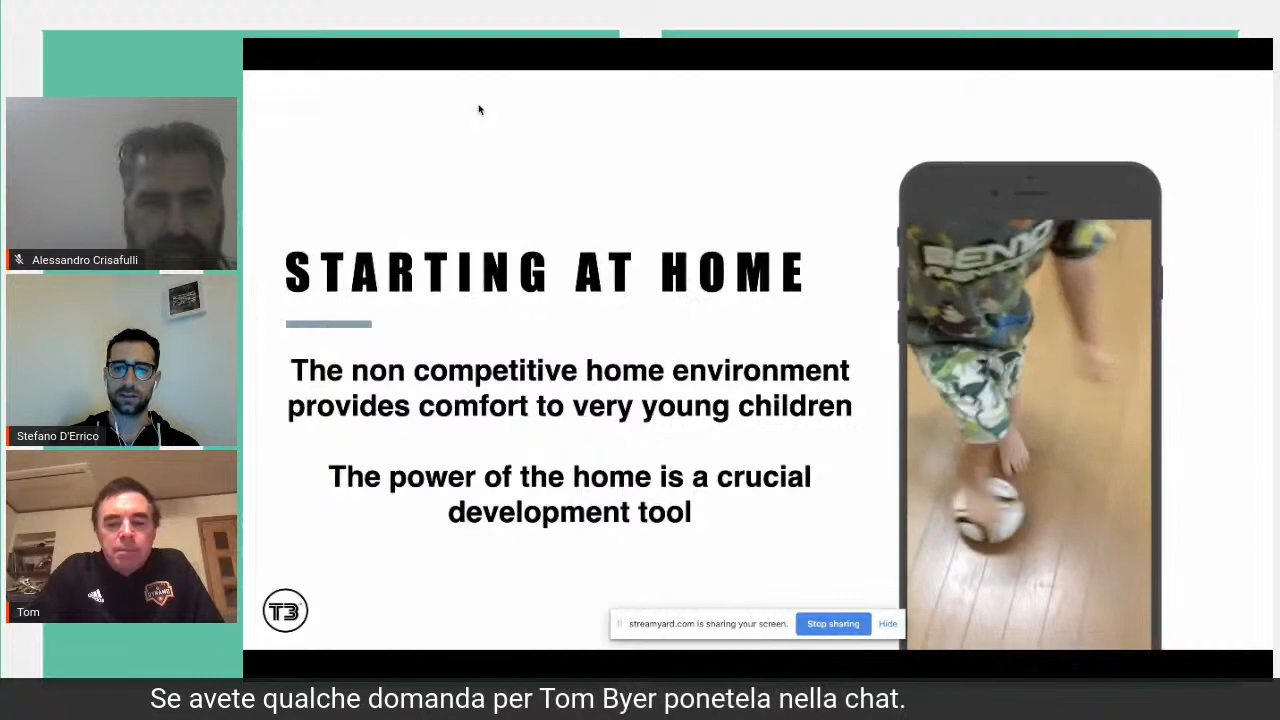 Alessandro Crisafulli
Stefano D'Errico
Tom
STARTING AT HOME
The non competitive home environment
provides comfort to very young children
The power of the home is a crucial
development tool
T3
streamyard.com is sharing your screen.
Stop sharing
Hide
Se avete qualche domanda per Tom Byer ponetela nella chat.